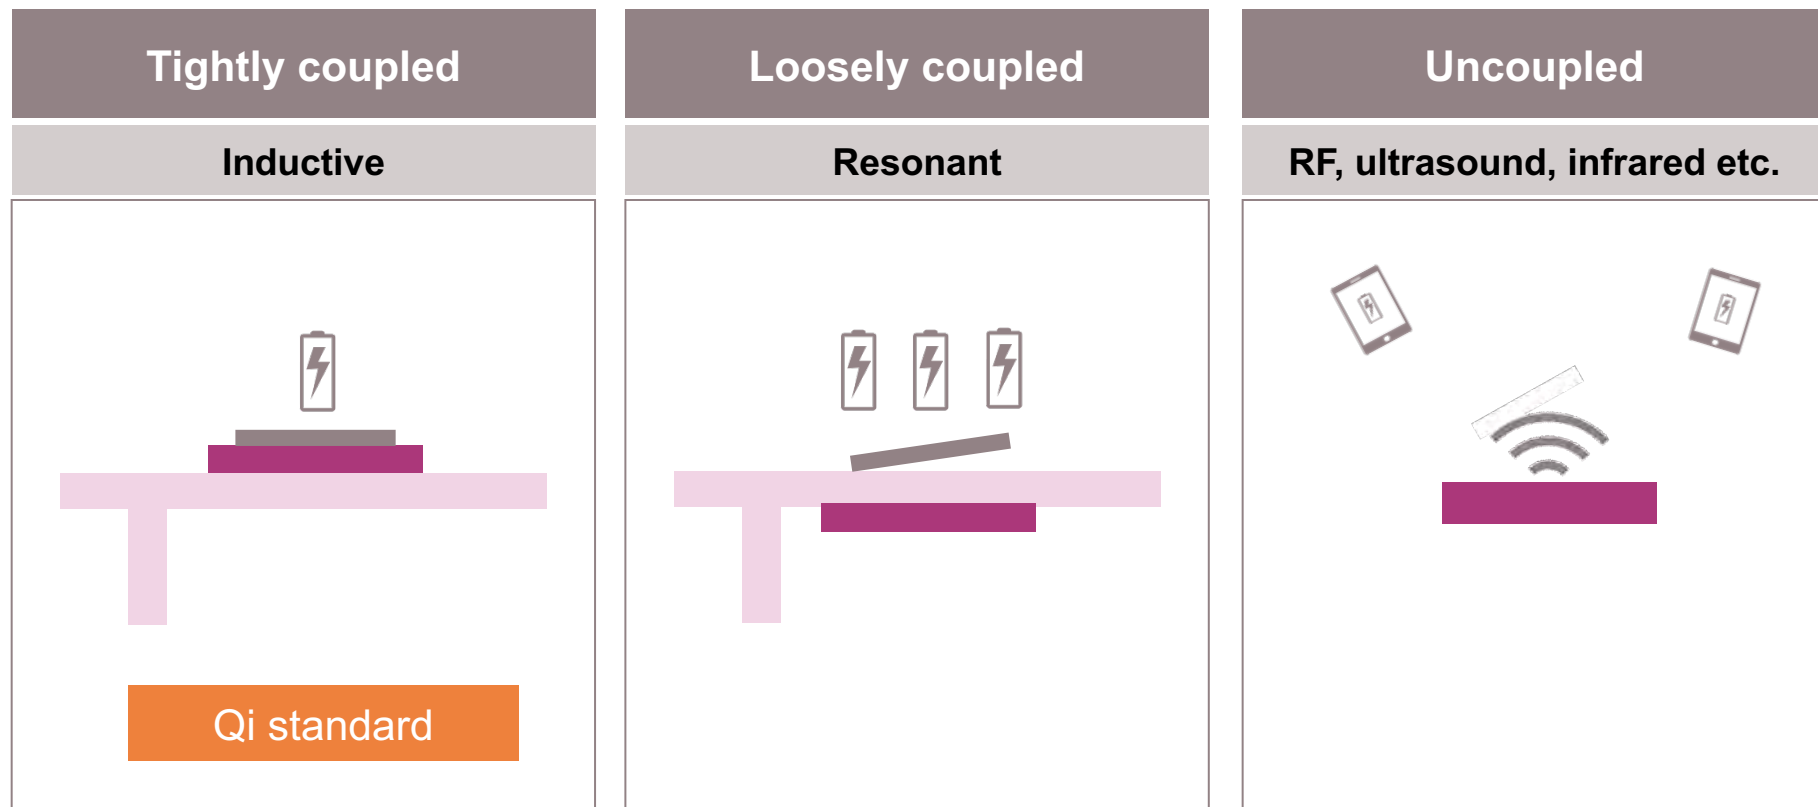 Tightly coupled
Loosely coupled
Uncoupled
Inductive
Resonant
RF, ultrasound, infrared etc.
Qi standard